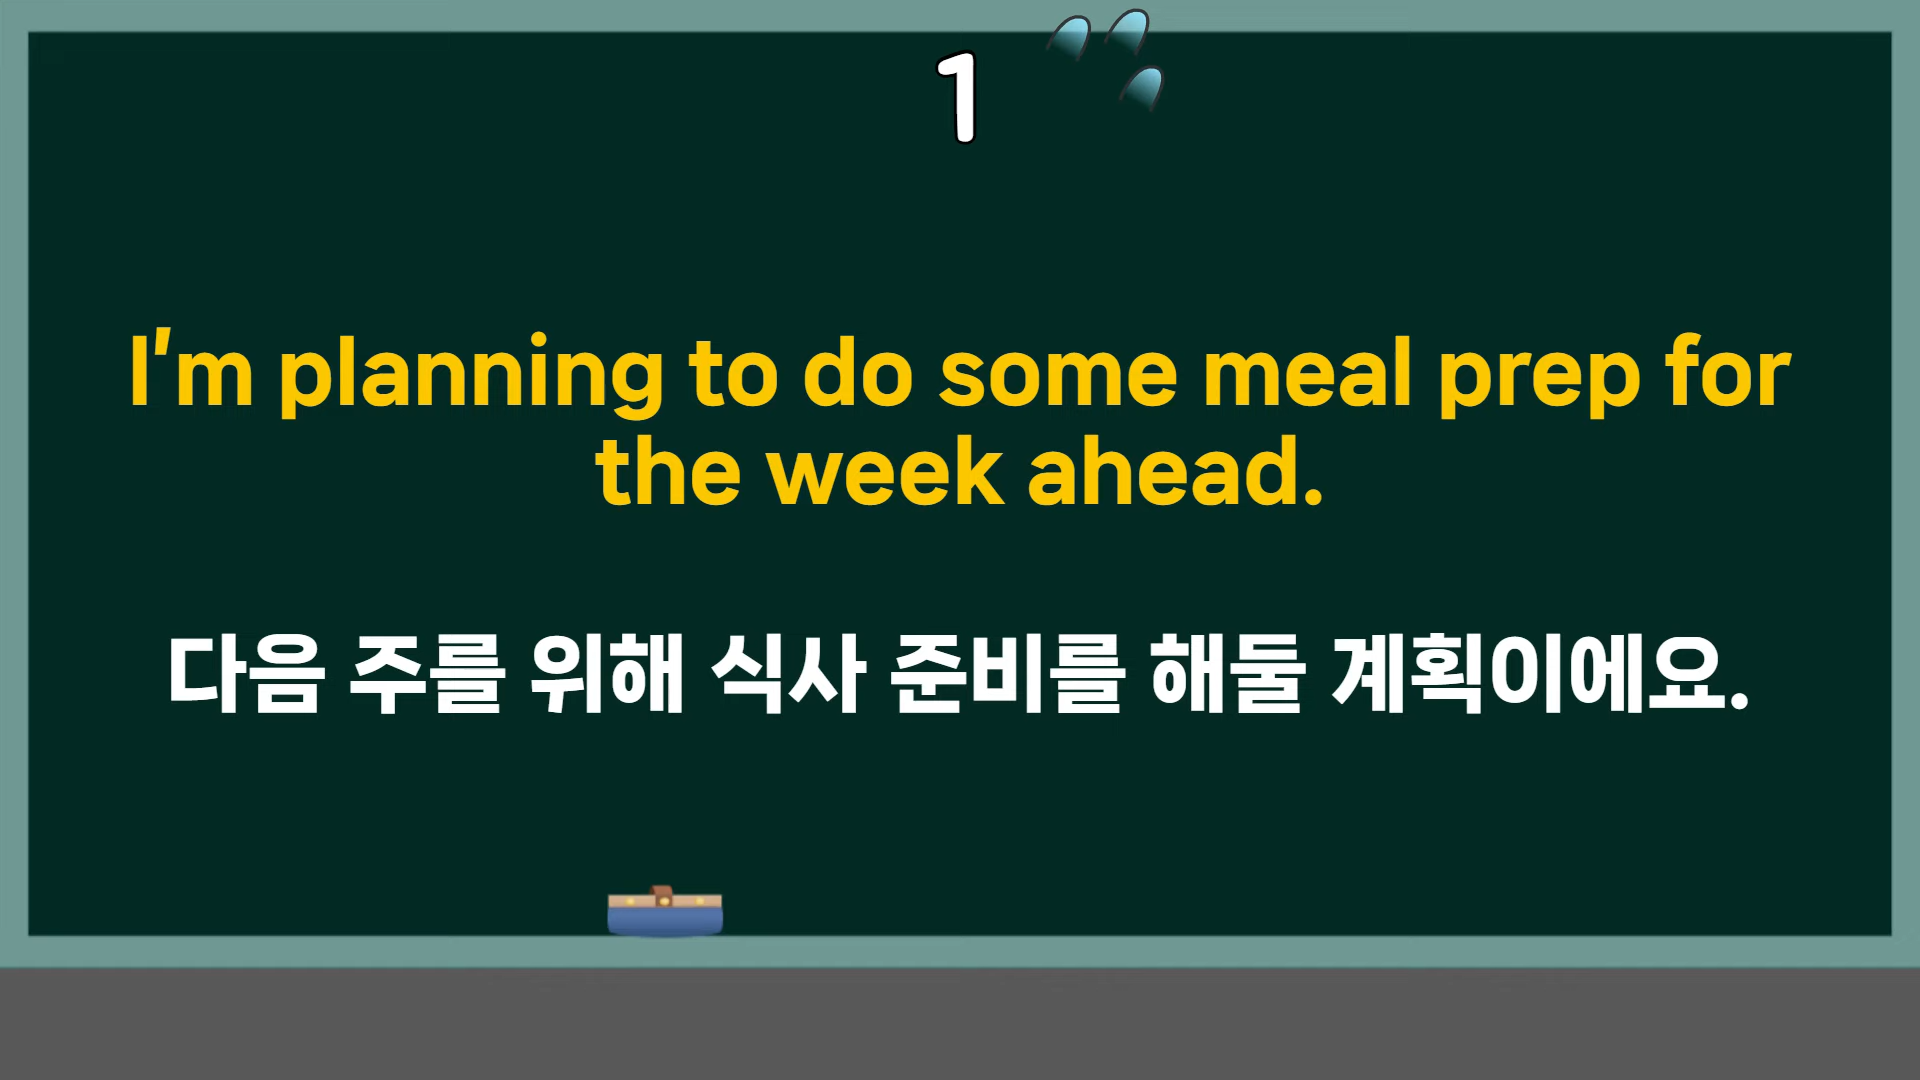 1
I'm planning to do some meal prep for
the week ahead.
다음 주를 위해 식사 준비를 해둘 계획이에요.